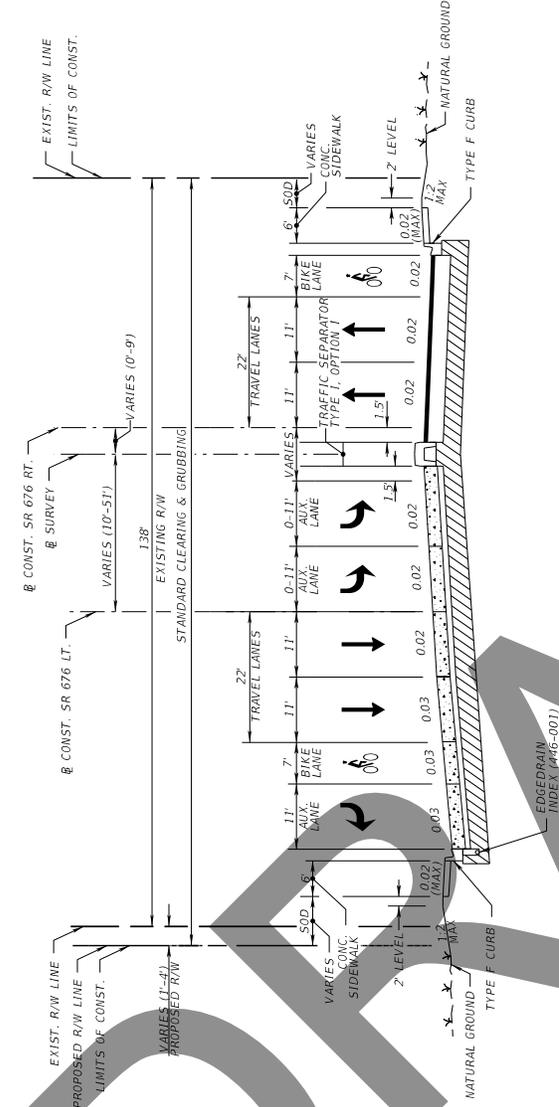 EXIST. R/W LINE
LIMITS OF CONST.
℄ CONST. SR 676 RT.
℄ SURVEY
VARIES (0'-9')
VARIES (10'-51')
℄ CONST. SR 676 LT.
138'
EXISTING R/W
STANDARD CLEARING & GRUBBING
EXIST. R/W LINE
PROPOSED R/W LINE
LIMITS OF CONST.
VARIES (1'-4')
PROPOSED R/W
22'
TRAVEL LANES
22'
TRAVEL LANES
VARIES
SOD
CONC.
SIDEWALK
6'
11'
AUX.
LANE
7'
BIKE
LANE
11'
11'
0-11'
AUX.
LANE
0-11'
AUX.
LANE
VARIES
TRAFFIC SEPARATOR
TYPE I, OPTION I
11'
11'
7'
BIKE
LANE
6'
SOD
VARIES
CONC.
SIDEWALK
2' LEVEL
1:2
MAX
0.02
(MAX)
0.03
0.03
0.03
0.02
0.02
0.02
1.5'
1.5'
0.02
0.02
0.02
0.02
(MAX)
2' LEVEL
1:2
MAX
NATURAL GROUND
TYPE F CURB
EDGEDRAIN
INDEX (446-001)
TYPE F CURB
NATURAL GROUND